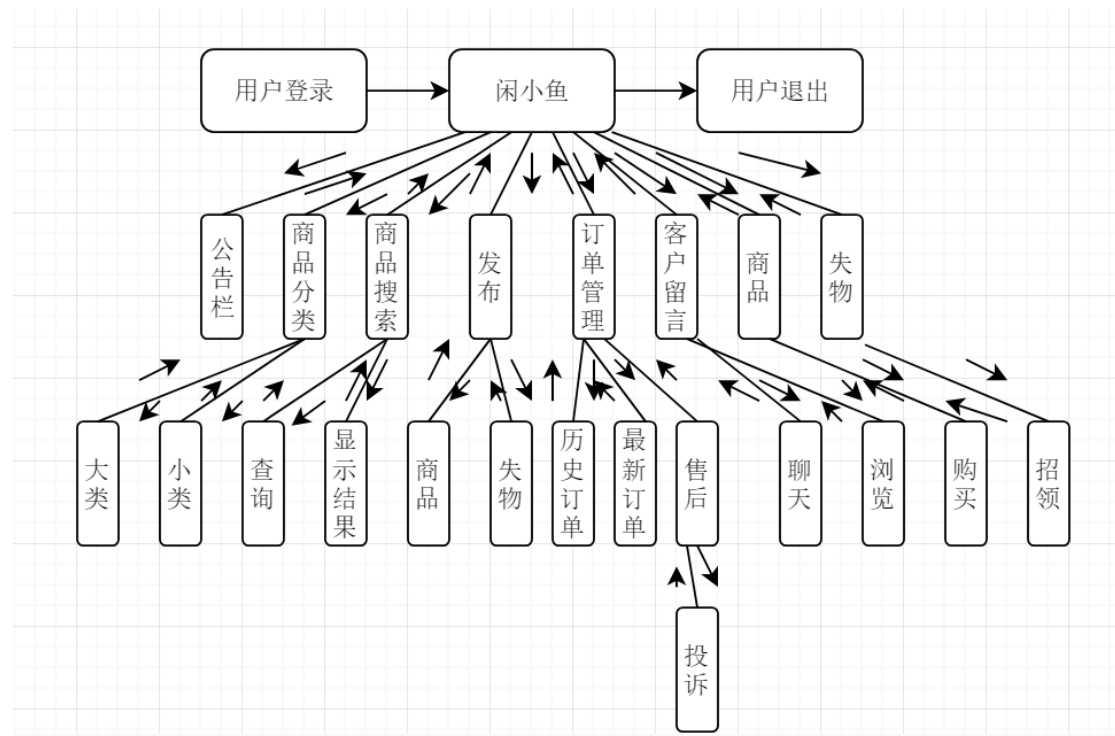 用户登录
闲小鱼
用户退出
公告栏
商品分类
商品搜索
发布
订单管理
客户留言
商品
失物
大类
小类
查询
显示结果
商品
失物
历史订单
最新订单
售后
聊天
浏览
购买
招领
投诉